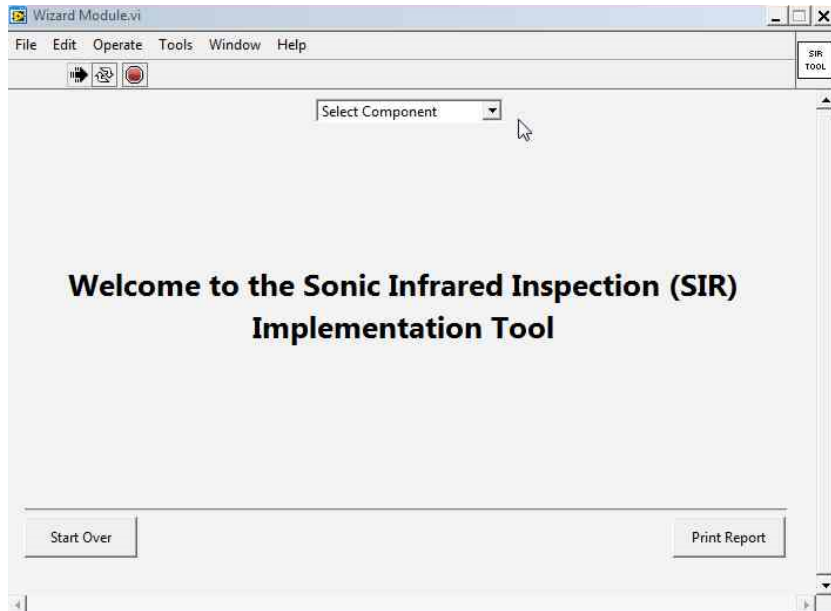 Wizard Module.vi
File Edit Operate Tools Window Help
SIR
TOOL
Select Component
Welcome to the Sonic Infrared Inspection (SIR)
Implementation Tool
Start Over
Print Report